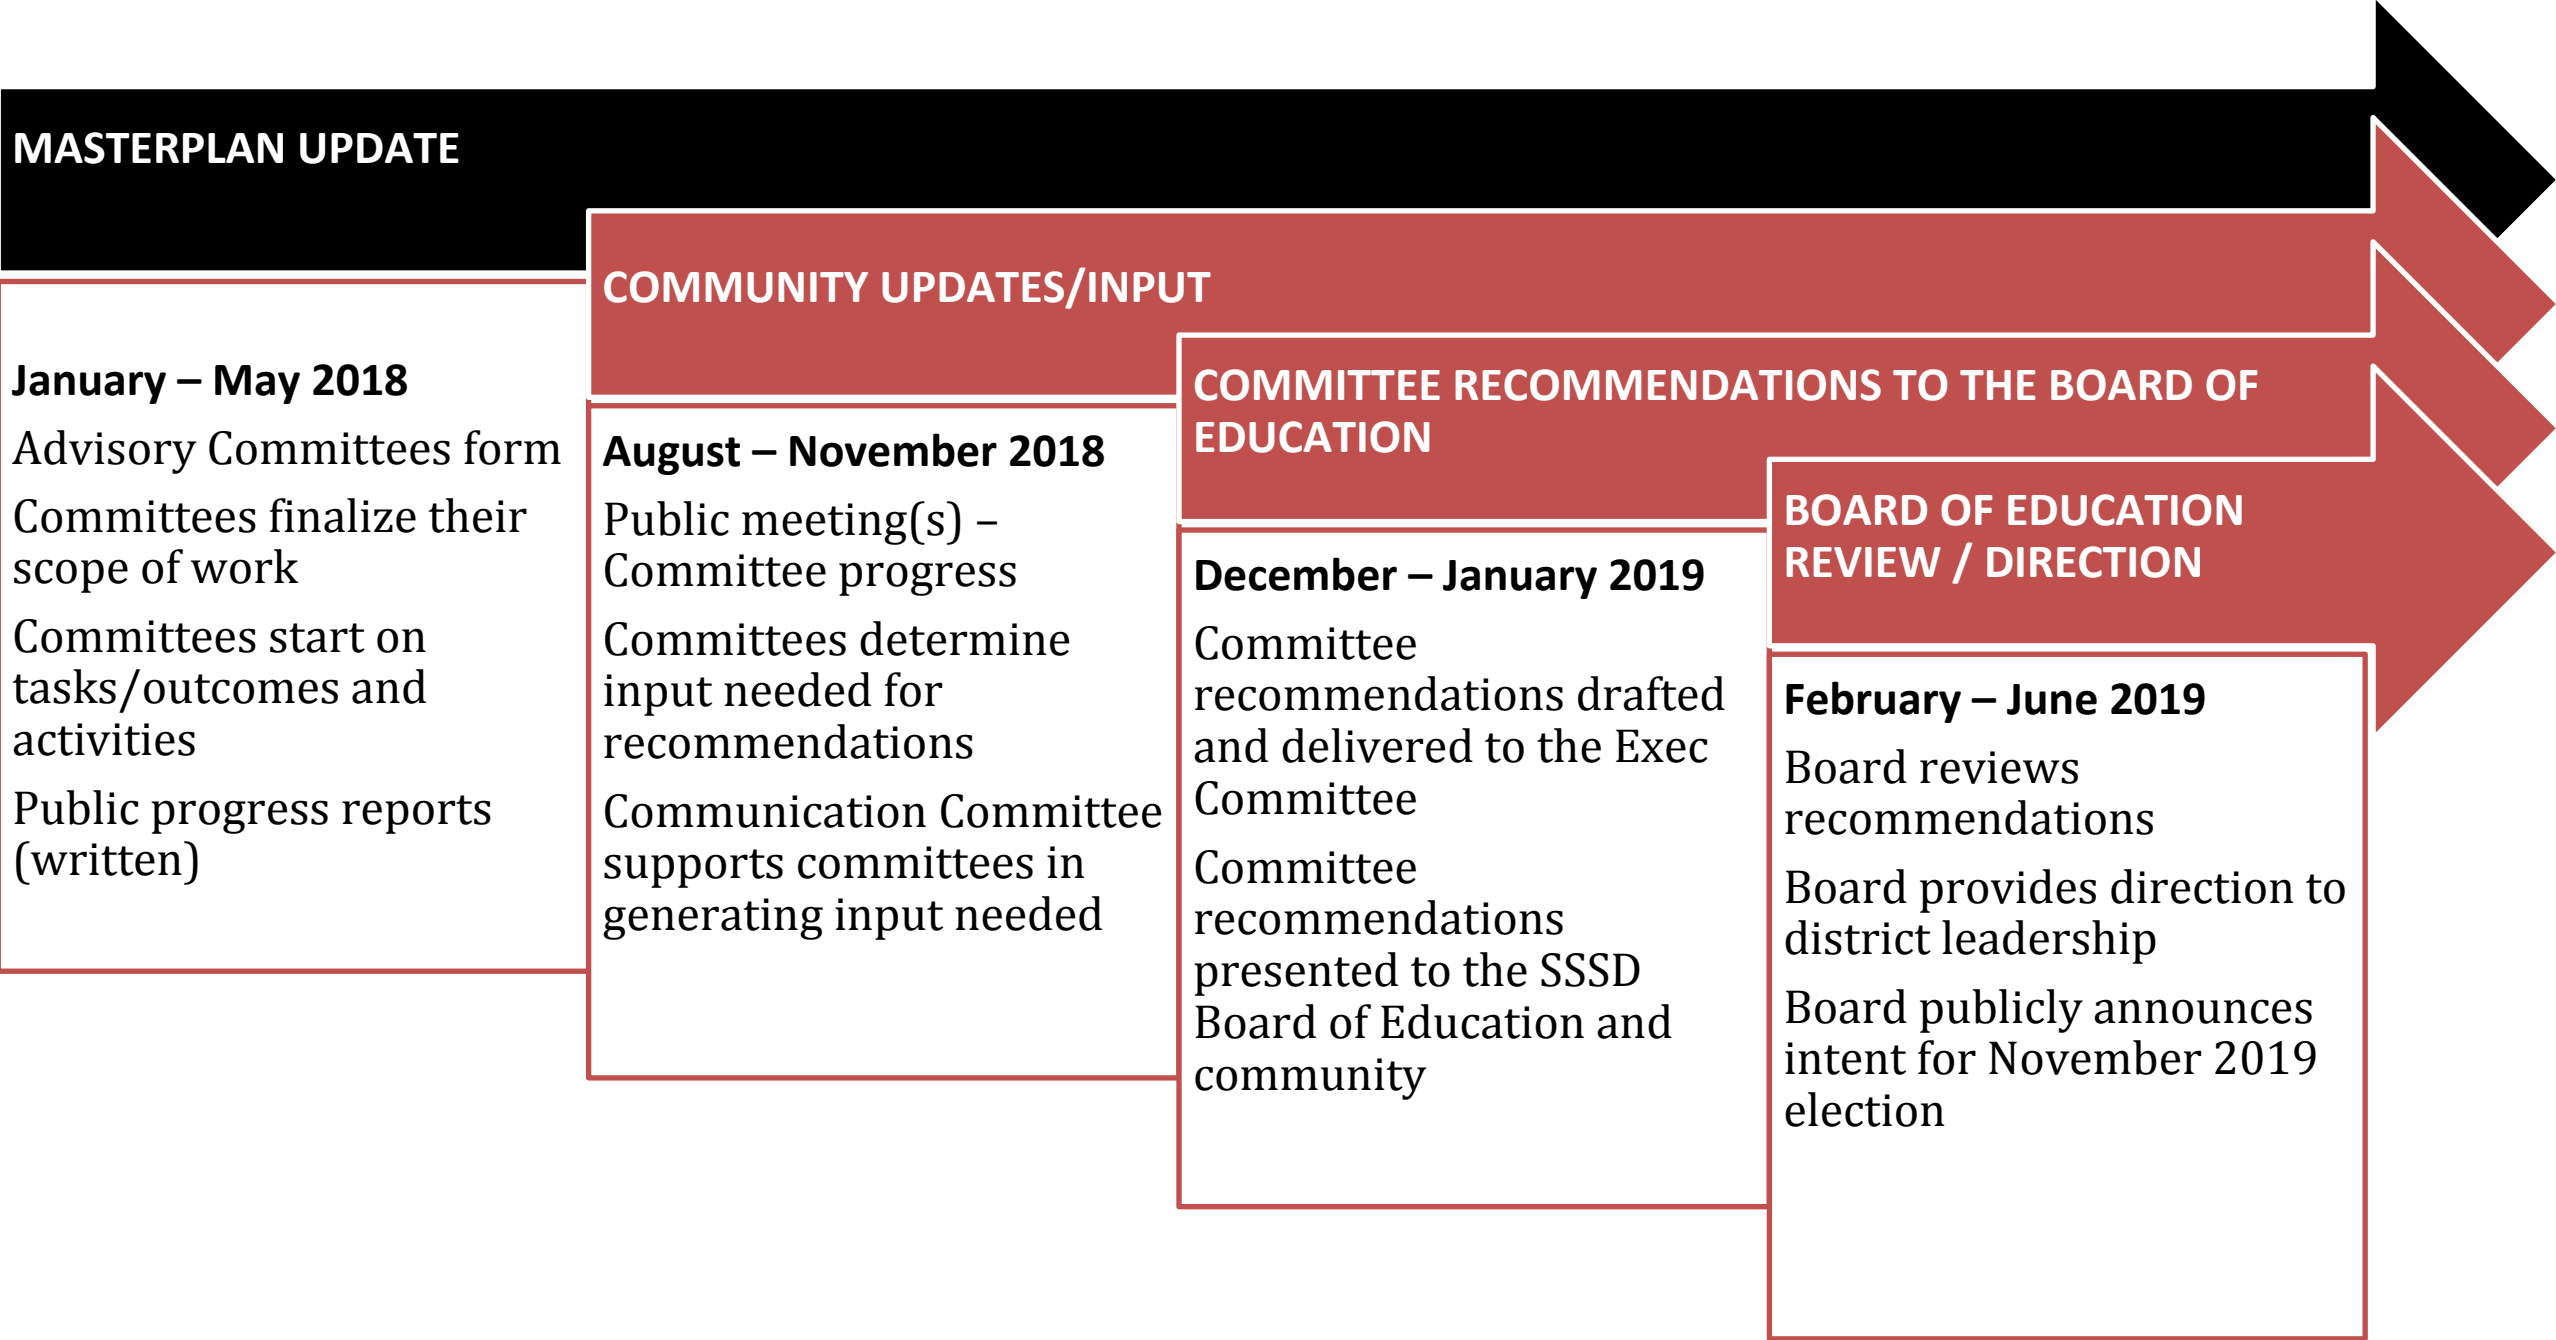 MASTERPLAN UPDATE
January – May 2018
Advisory Committees form
Committees finalize their
scope of work
Committees start on
tasks/outcomes and
activities
Public progress reports
(written)
COMMUNITY UPDATES/INPUT
August – November 2018
Public meeting(s) –
Committee progress
Committees determine
input needed for
recommendations
Communication Committee
supports committees in
generating input needed
COMMITTEE RECOMMENDATIONS TO THE BOARD OF
EDUCATION
December – January 2019
Committee
recommendations drafted
and delivered to the Exec
Committee
Committee
recommendations
presented to the SSSD
Board of Education and
community
BOARD OF EDUCATION
REVIEW / DIRECTION
February – June 2019
Board reviews
recommendations
Board provides direction to
district leadership
Board publicly announces
intent for November 2019
election